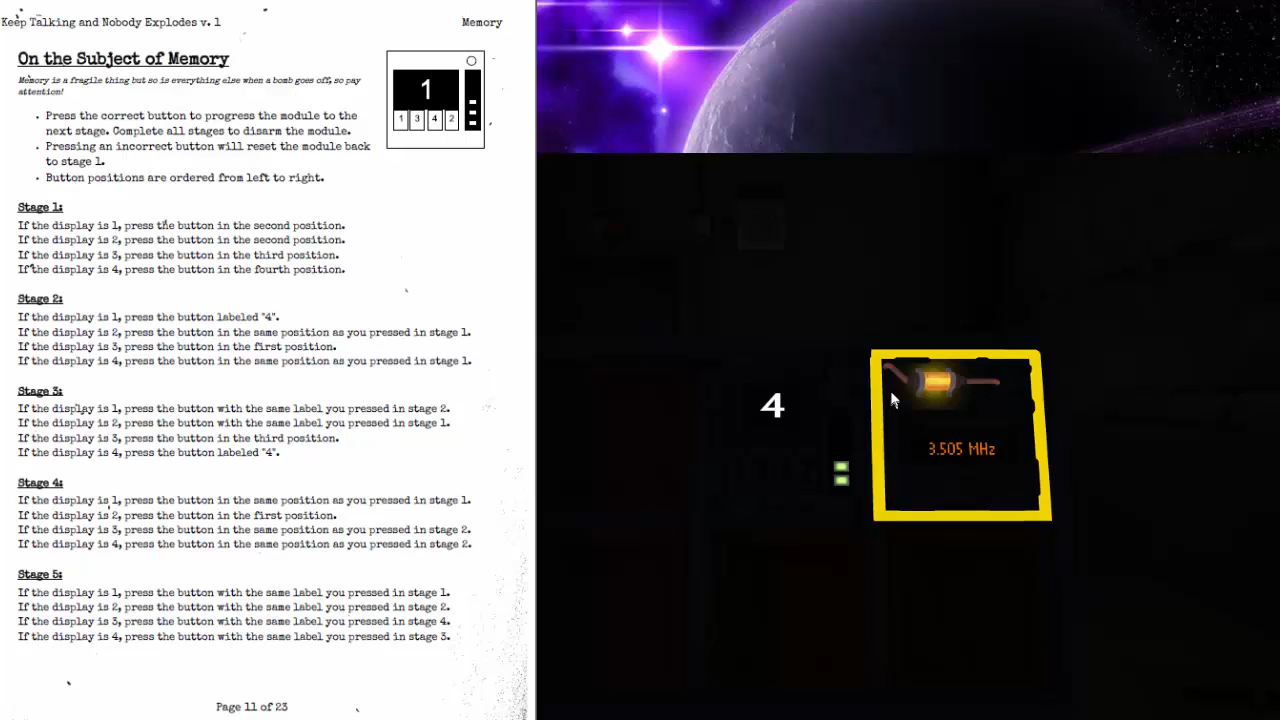 Keep Talking and Nobody Explodes v. 1
Memory
On the Subject of Memory
Memory is a fragile thing but so is everything else when a bomb goes off, so pay
attention!
1
1 3 4 2
• Press the correct button to progress the module to the
next stage. Complete all stages to disarm the module.
• Pressing an incorrect button will reset the module back
to stage 1.
• Button positions are ordered from left to right.
Stage 1:
If the display is 1, press the button in the second position.
If the display is 2, press the button in the second position.
If the display is 3, press the button in the third position.
If the display is 4, press the button in the fourth position.
Stage 2:
If the display is 1, press the button labeled "4".
If the display is 2, press the button in the same position as you pressed in stage 1.
If the display is 3, press the button in the first position.
If the display is 4, press the button in the same position as you pressed in stage 1.
Stage 3:
If the display is 1, press the button with the same label you pressed in stage 2.
If the display is 2, press the button with the same label you pressed in stage 1.
If the display is 3, press the button in the third position.
If the display is 4, press the button labeled "4".
Stage 4:
If the display is 1, press the button in the same position as you pressed in stage 1.
If the display is 2, press the button in the first position.
If the display is 3, press the button in the same position as you pressed in stage 2.
If the display is 4, press the button in the same position as you pressed in stage 2.
Stage 5:
If the display is 1, press the button with the same label you pressed in stage 1.
If the display is 2, press the button with the same label you pressed in stage 2.
If the display is 3, press the button with the same label you pressed in stage 4.
If the display is 4, press the button with the same label you pressed in stage 3.
Page 11 of 23
4
3.505 MHz